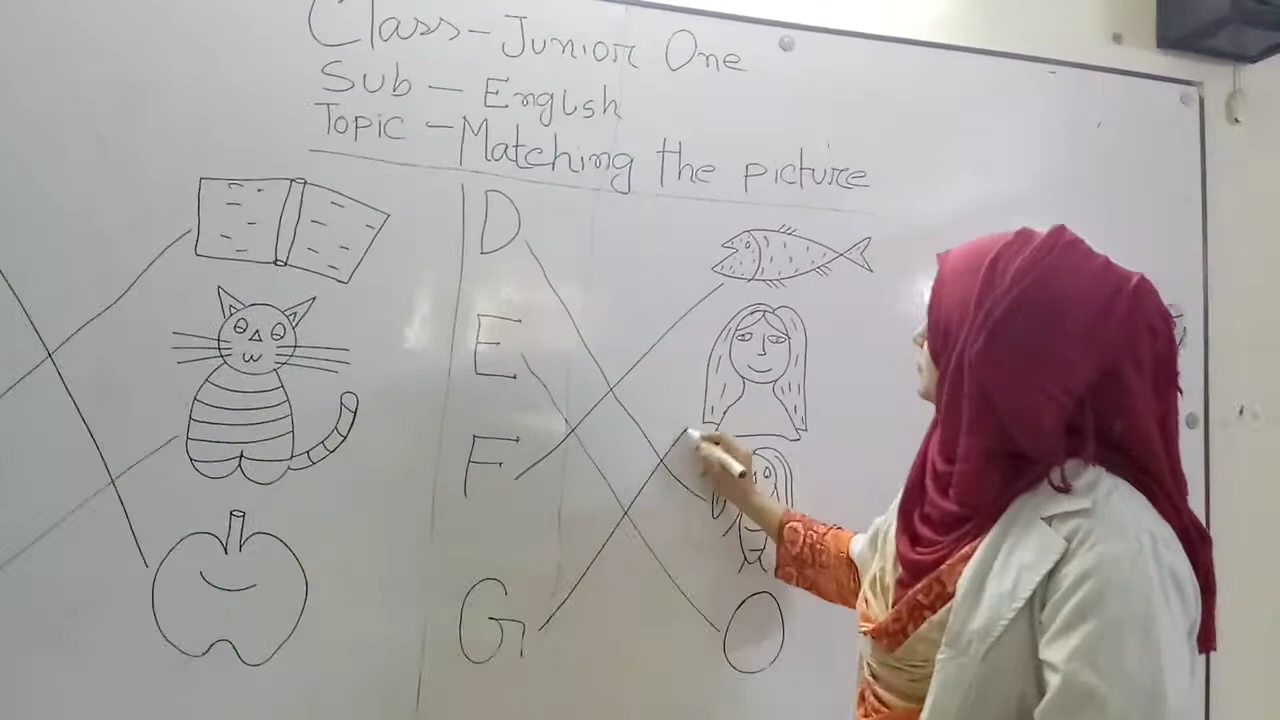 Class - Junior One
Sub - English
Topic - Matching the picture
D
E
F
G